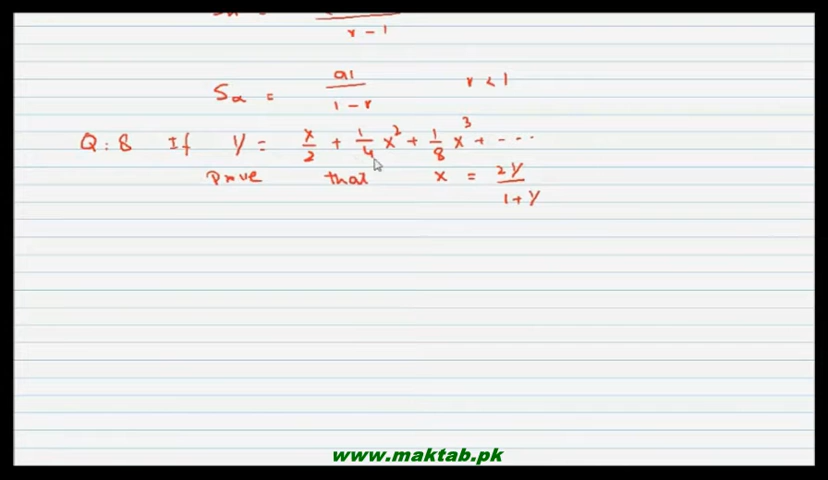 r - 1
Sα = a1 / 1 - r r < 1
Q: 8 If y = x/2 + 1/4 x² + 1/8 x³ + - - - -
Prove that x = 2y / 1 + y
www.maktab.pk